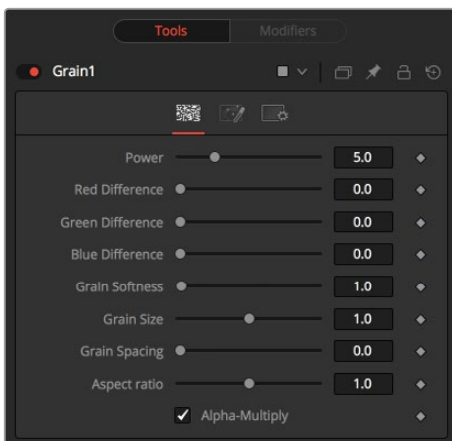 Tools Modifiers
Grain1
Power 5.0
Red Difference 0.0
Green Difference 0.0
Blue Difference 0.0
Grain Softness 1.0
Grain Size 1.0
Grain Spacing 0.0
Aspect ratio 1.0
Alpha-Multiply